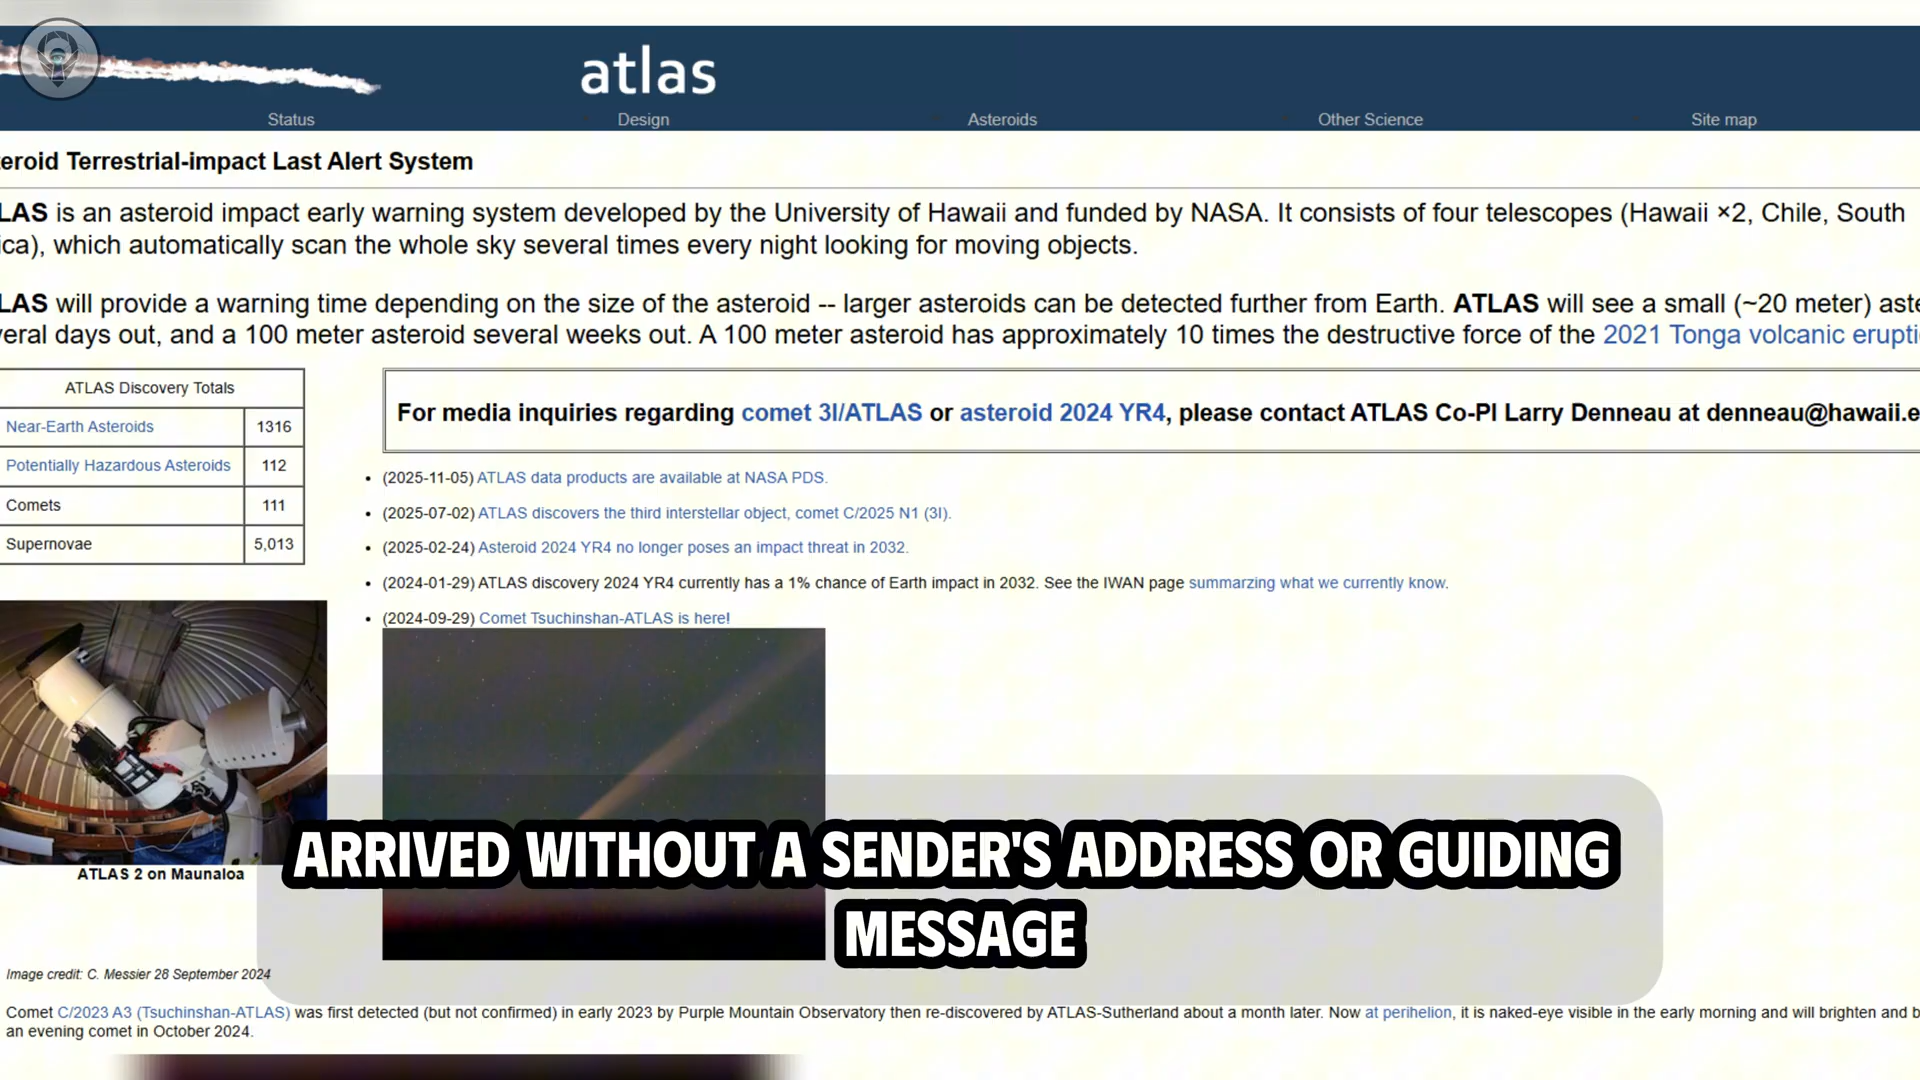 atlas
Status Design Asteroids Other Science Site map
eroid Terrestrial-impact Last Alert System
LAS is an asteroid impact early warning system developed by the University of Hawaii and funded by NASA. It consists of four telescopes (Hawaii ×2, Chile, South
ica), which automatically scan the whole sky several times every night looking for moving objects.
LAS will provide a warning time depending on the size of the asteroid -- larger asteroids can be detected further from Earth. ATLAS will see a small (~20 meter) aste
veral days out, and a 100 meter asteroid several weeks out. A 100 meter asteroid has approximately 10 times the destructive force of the 2021 Tonga volcanic erupti
ATLAS Discovery Totals
Near-Earth Asteroids 1316
Potentially Hazardous Asteroids 112
Comets 111
Supernovae 5,013
For media inquiries regarding comet 3I/ATLAS or asteroid 2024 YR4, please contact ATLAS Co-PI Larry Denneau at denneau@hawaii.e
• (2025-11-05) ATLAS data products are available at NASA PDS.
• (2025-07-02) ATLAS discovers the third interstellar object, comet C/2025 N1 (3I).
• (2025-02-24) Asteroid 2024 YR4 no longer poses an impact threat in 2032.
• (2024-01-29) ATLAS discovery 2024 YR4 currently has a 1% chance of Earth impact in 2032. See the IWAN page summarzing what we currently know.
• (2024-09-29) Comet Tsuchinshan-ATLAS is here!
ATLAS 2 on Maunaloa
ARRIVED WITHOUT A SENDER'S ADDRESS OR GUIDING
MESSAGE
Image credit: C. Messier 28 September 2024
Comet C/2023 A3 (Tsuchinshan-ATLAS) was first detected (but not confirmed) in early 2023 by Purple Mountain Observatory then re-discovered by ATLAS-Sutherland about a month later. Now at perihelion, it is naked-eye visible in the early morning and will brighten and b
an evening comet in October 2024.